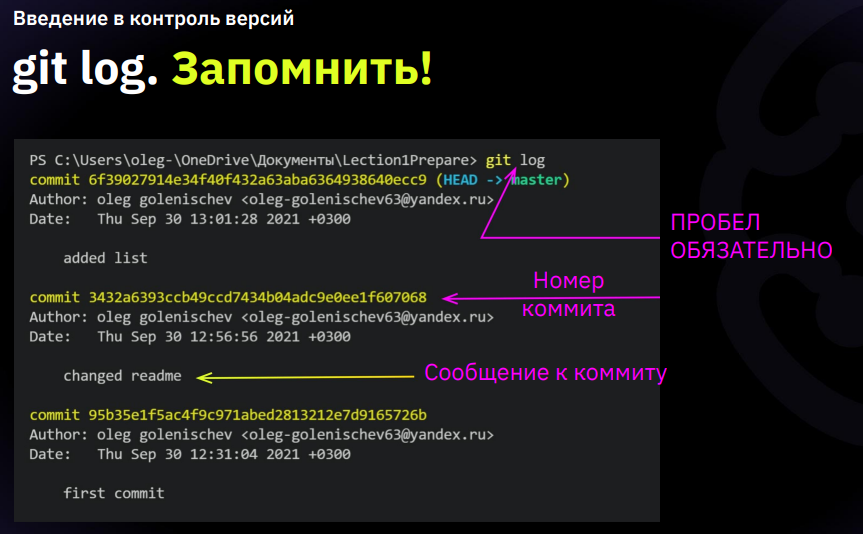 Введение в контроль версий
git log. Запомнить!
PS C:\Users\oleg-\OneDrive\Документы\Lection1Prepare> git log
commit 6f39027914e34f40f432a63aba6364938640ecc9 (HEAD -> master)
Author: oleg golenischev <oleg-golenischev63@yandex.ru>
Date:   Thu Sep 30 13:01:28 2021 +0300
added list
ПРОБЕЛ
ОБЯЗАТЕЛЬНО
commit 3432a6393ccb49ccd7434b04adc9e0ee1f607068
Author: oleg golenischev <oleg-golenischev63@yandex.ru>
Date:   Thu Sep 30 12:56:56 2021 +0300
Номер
коммита
changed readme
Сообщение к коммиту
commit 95b35e1f5ac4f9c971abed2813212e7d9165726b
Author: oleg golenischev <oleg-golenischev63@yandex.ru>
Date:   Thu Sep 30 12:31:04 2021 +0300
first commit